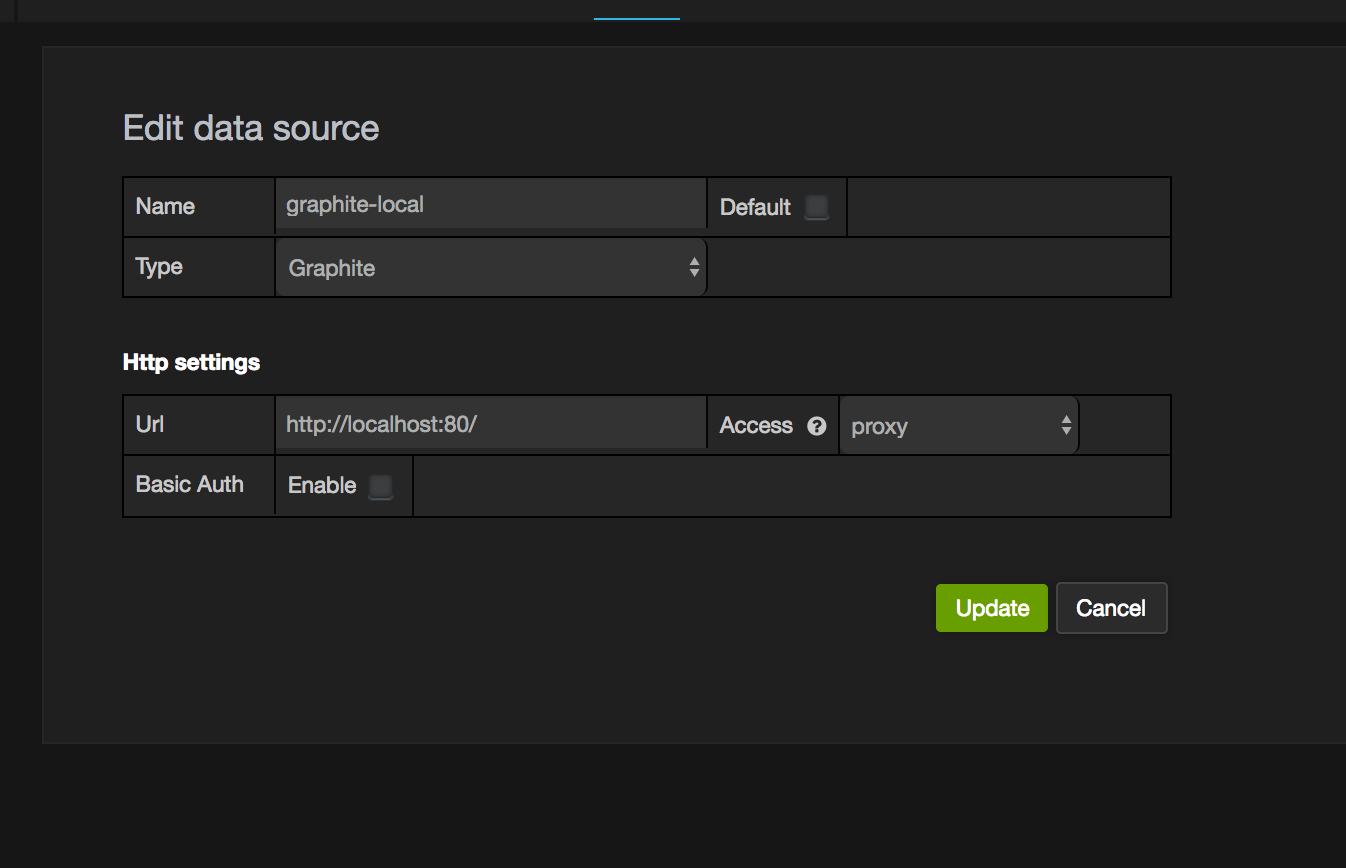 Edit data source
Name graphite-local Default
Type Graphite
Http settings
Url http://localhost:80/ Access ? proxy
Basic Auth Enable
Update Cancel